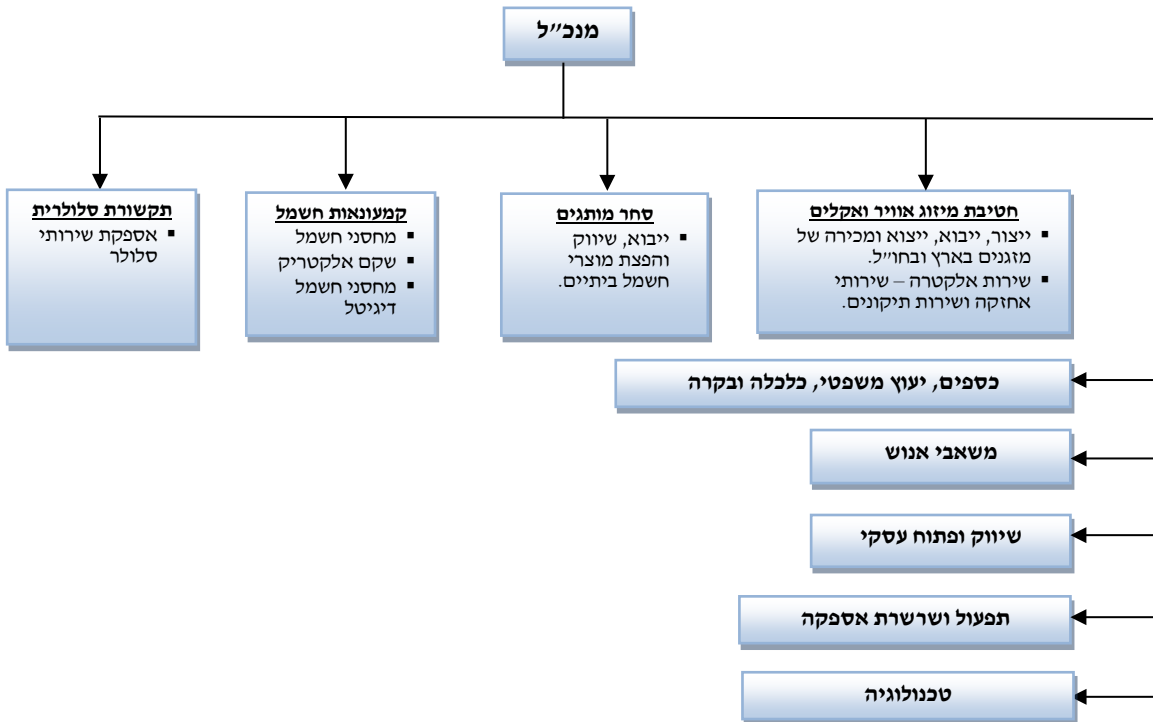 מנכ״ל
חטיבת מיזוג אוויר ואקלים
▪ ייצור, ייבוא, ייצוא ומכירה של
מזגנים בארץ ובחו״ל.
▪ שירות אלקטרה – שירותי
אחזקה ושירות תיקונים.
סחר מותגים
▪ ייבוא, שיווק
והפצת מוצרי
חשמל ביתיים.
קמעונאות חשמל
▪ מחסני חשמל
▪ שקם אלקטריק
▪ מחסני חשמל
דיגיטל
תקשורת סלולרית
▪ אספקת שירותי
סלולר
כספים, יעוץ משפטי, כלכלה ובקרה
משאבי אנוש
שיווק ופתוח עסקי
תפעול ושרשרת אספקה
טכנולוגיה